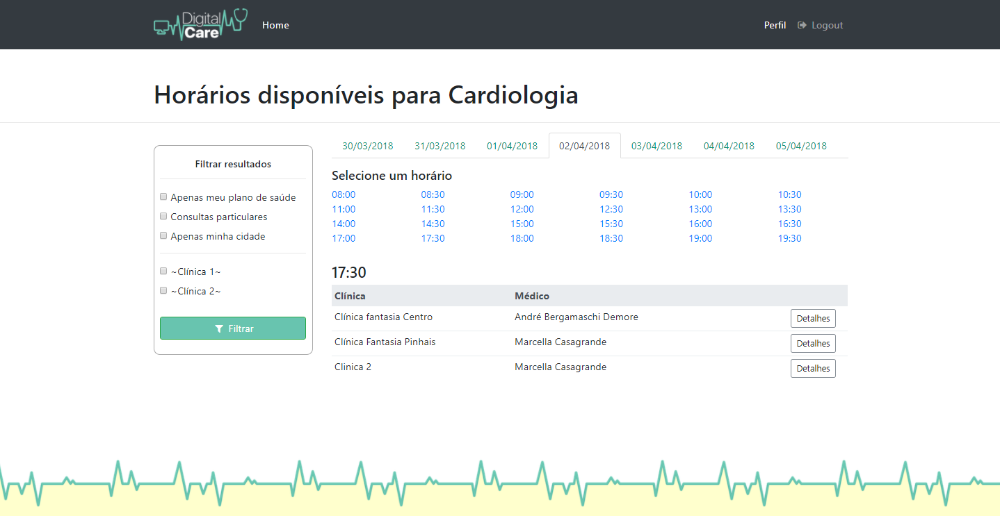 Digital
Care
Home
Perfil
Logout
Horários disponíveis para Cardiologia
Filtrar resultados
Apenas meu plano de saúde
Consultas particulares
Apenas minha cidade
~Clínica 1~
~Clínica 2~
Filtrar
30/03/2018 31/03/2018 01/04/2018 02/04/2018 03/04/2018 04/04/2018 05/04/2018
Selecione um horário
08:00 08:30 09:00 09:30 10:00 10:30
11:00 11:30 12:00 12:30 13:00 13:30
14:00 14:30 15:00 15:30 16:00 16:30
17:00 17:30 18:00 18:30 19:00 19:30
17:30
Clínica Médico
Clínica fantasia Centro André Bergamaschi Demore Detalhes
Clínica Fantasia Pinhais Marcella Casagrande Detalhes
Clinica 2 Marcella Casagrande Detalhes